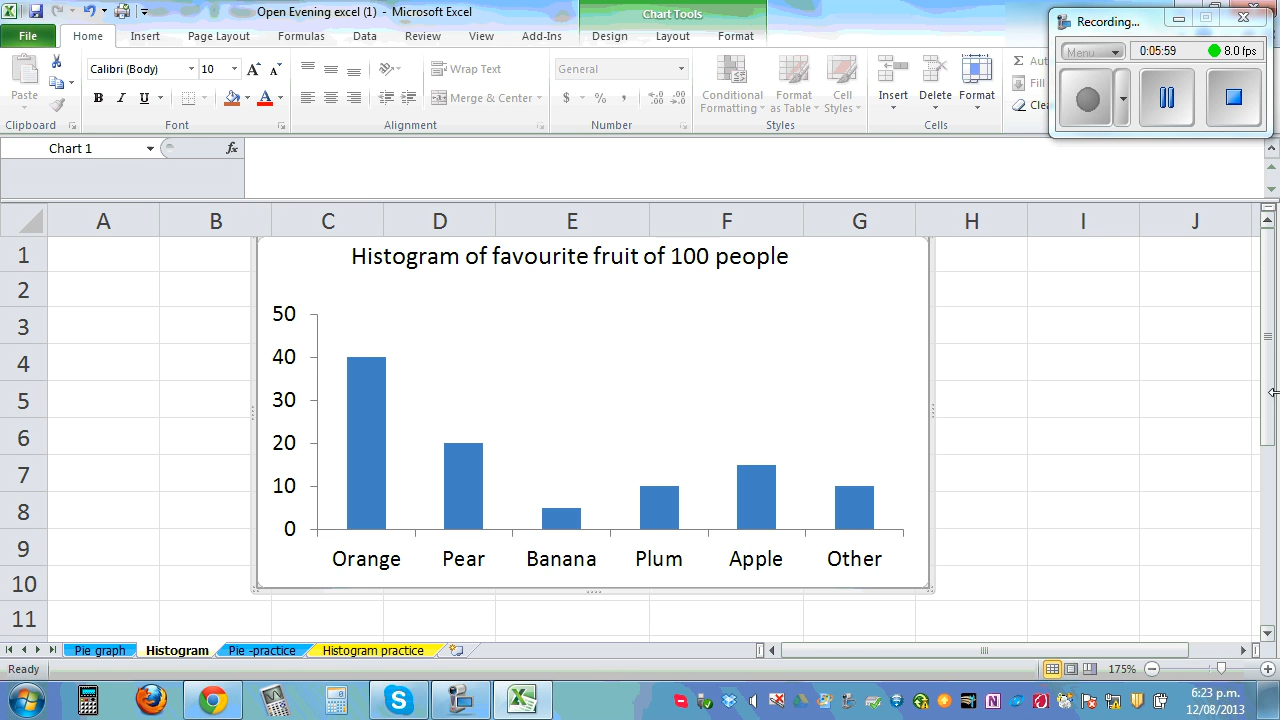 Open Evening excel (1) - Microsoft Excel
Chart Tools
File Home Insert Page Layout Formulas Data Review View Add-Ins Design Layout Format
Recording...
Menu 0:05:59 8.0 fps
Paste
Calibri (Body) 10
B I U A
Wrap Text
Merge & Center
General
$ % ,
Conditional Formatting
Format as Table
Cell Styles
Insert
Delete
Format
Aut
Fill
Clea
Clipboard Font Alignment Number Styles Cells
Chart 1 fx
A B C D E F G H I J
1
2
3
4
5
6
7
8
9
10
11
Histogram of favourite fruit of 100 people
50
40
30
20
10
0
Orange Pear Banana Plum Apple Other
Pie graph Histogram Pie -practice Histogram practice
Ready 175%
6:23 p.m.
12/08/2013